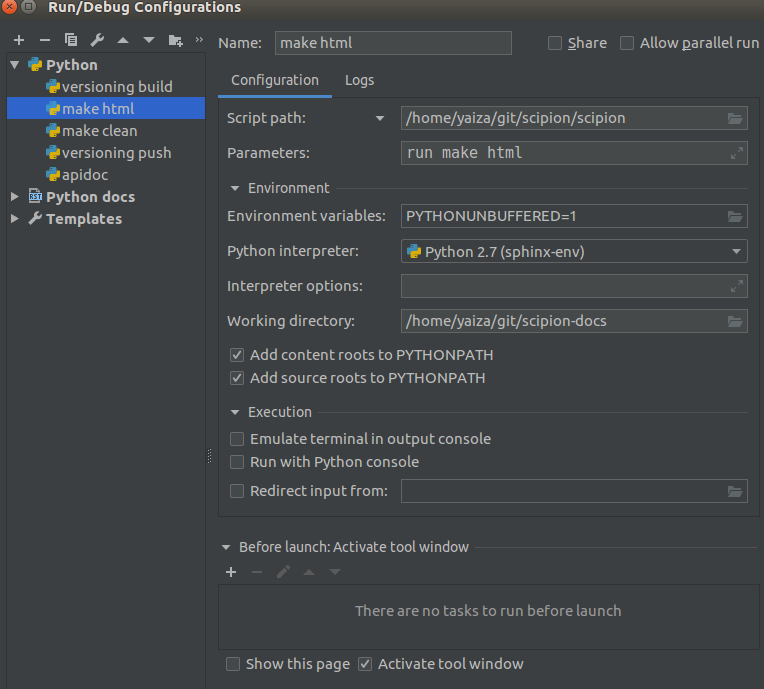 Run/Debug Configurations
Name: make html Share Allow parallel run
Python
versioning build
make html
make clean
versioning push
apidoc
Python docs
Templates
Configuration Logs
Script path: /home/yaiza/git/scipion/scipion
Parameters: run make html
Environment
Environment variables: PYTHONUNBUFFERED=1
Python interpreter: Python 2.7 (sphinx-env)
Interpreter options:
Working directory: /home/yaiza/git/scipion-docs
Add content roots to PYTHONPATH
Add source roots to PYTHONPATH
Execution
Emulate terminal in output console
Run with Python console
Redirect input from:
Before launch: Activate tool window
There are no tasks to run before launch
Show this page Activate tool window